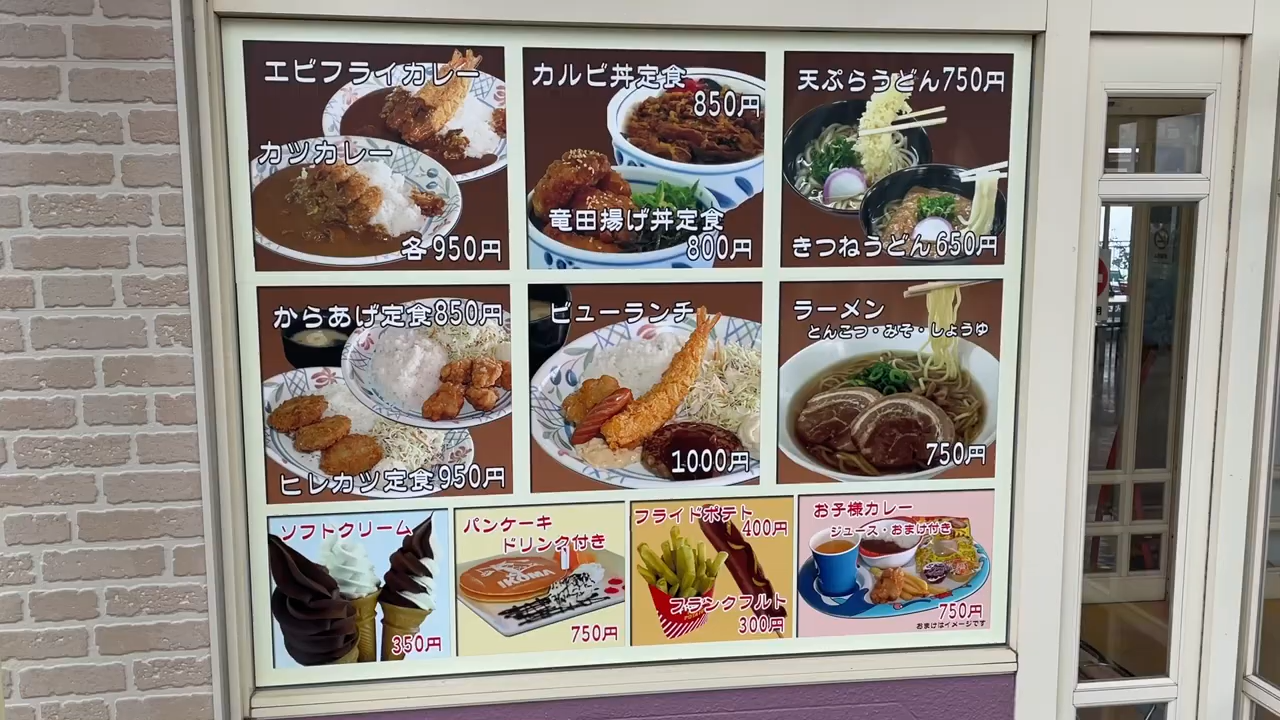 エビフライカレー
カツカレー
各950円
カルビ丼定食
850円
竜田揚げ丼定食
800円
天ぷらうどん750円
きつねうどん650円
からあげ定食850円
ヒレカツ定食950円
ビューランチ
1000円
ラーメン
とんこつ・みそ・しょうゆ
750円
ソフトクリーム
350円
パンケーキ
ドリンク付き
IKOMA
750円
フライドポテト
400円
フランクフルト
300円
お子様カレー
ジュース・おまけ付き
750円
おまけはイメージです